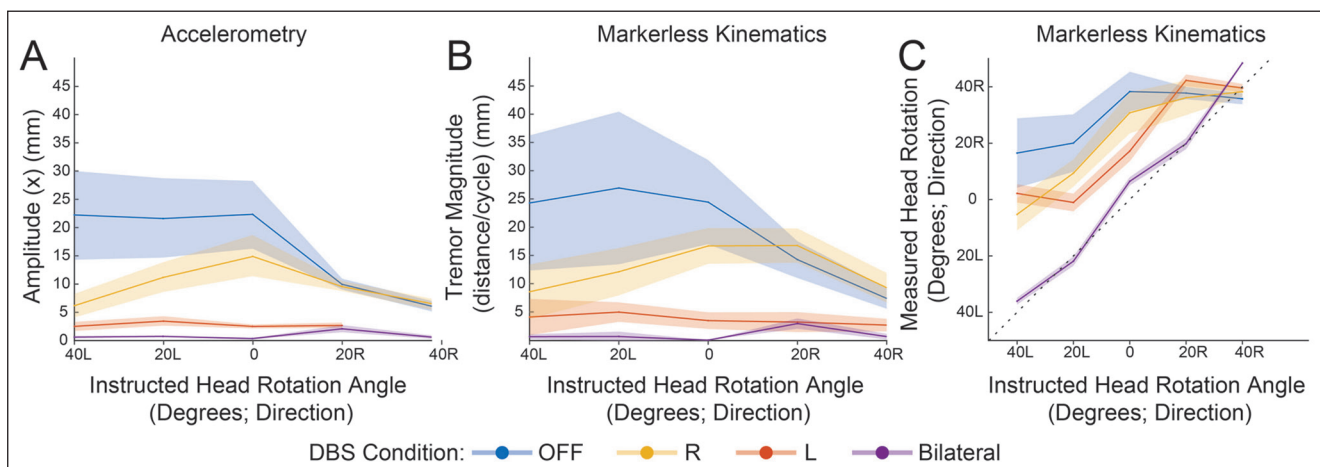 A
Accelerometry
Amplitude (x) (mm)
45
40
35
30
25
20
15
10
5
0
40L
20L
0
20R
40R
Instructed Head Rotation Angle
(Degrees; Direction)
B
Markerless Kinematics
Tremor Magnitude
(distance/cycle) (mm)
45
40
35
30
25
20
15
10
5
0
40L
20L
0
20R
40R
Instructed Head Rotation Angle
(Degrees; Direction)
C
Markerless Kinematics
Measured Head Rotation
(Degrees; Direction)
40R
20R
0
20L
40L
40L
20L
0
20R
40R
Instructed Head Rotation Angle
(Degrees; Direction)
DBS Condition: OFF R L Bilateral